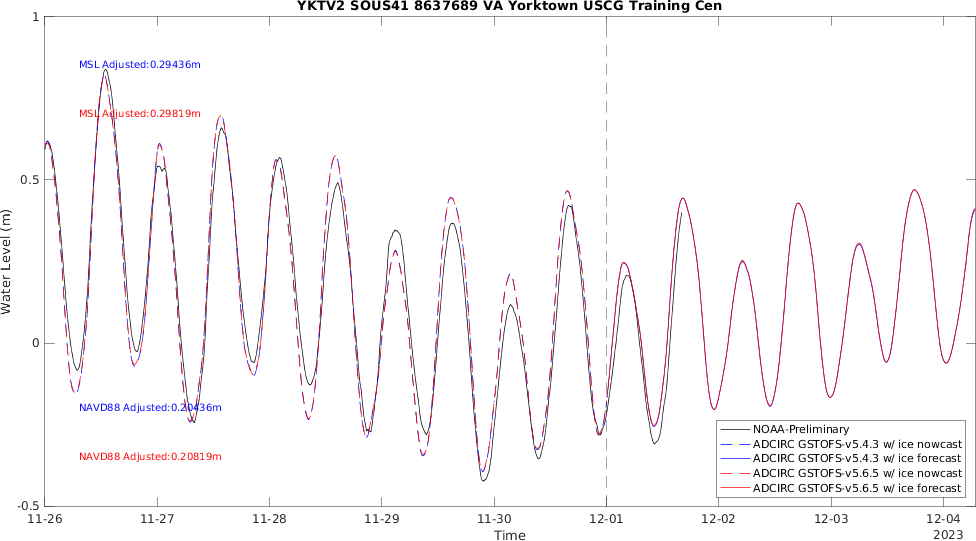 YKTV2 SOUS41 8637689 VA Yorktown USCG Training Cen
1
MSL Adjusted:0.29436m
MSL Adjusted:0.29819m
0.5
Water Level (m)
0
NAVD88 Adjusted:0.20436m
NAVD88 Adjusted:0.20819m
NOAA-Preliminary
ADCIRC GSTOFS-v5.4.3 w/ ice nowcast
ADCIRC GSTOFS-v5.4.3 w/ ice forecast
ADCIRC GSTOFS-v5.6.5 w/ ice nowcast
ADCIRC GSTOFS-v5.6.5 w/ ice forecast
-0.5
11-26 11-27 11-28 11-29 11-30 12-01 12-02 12-03 12-04
Time 2023